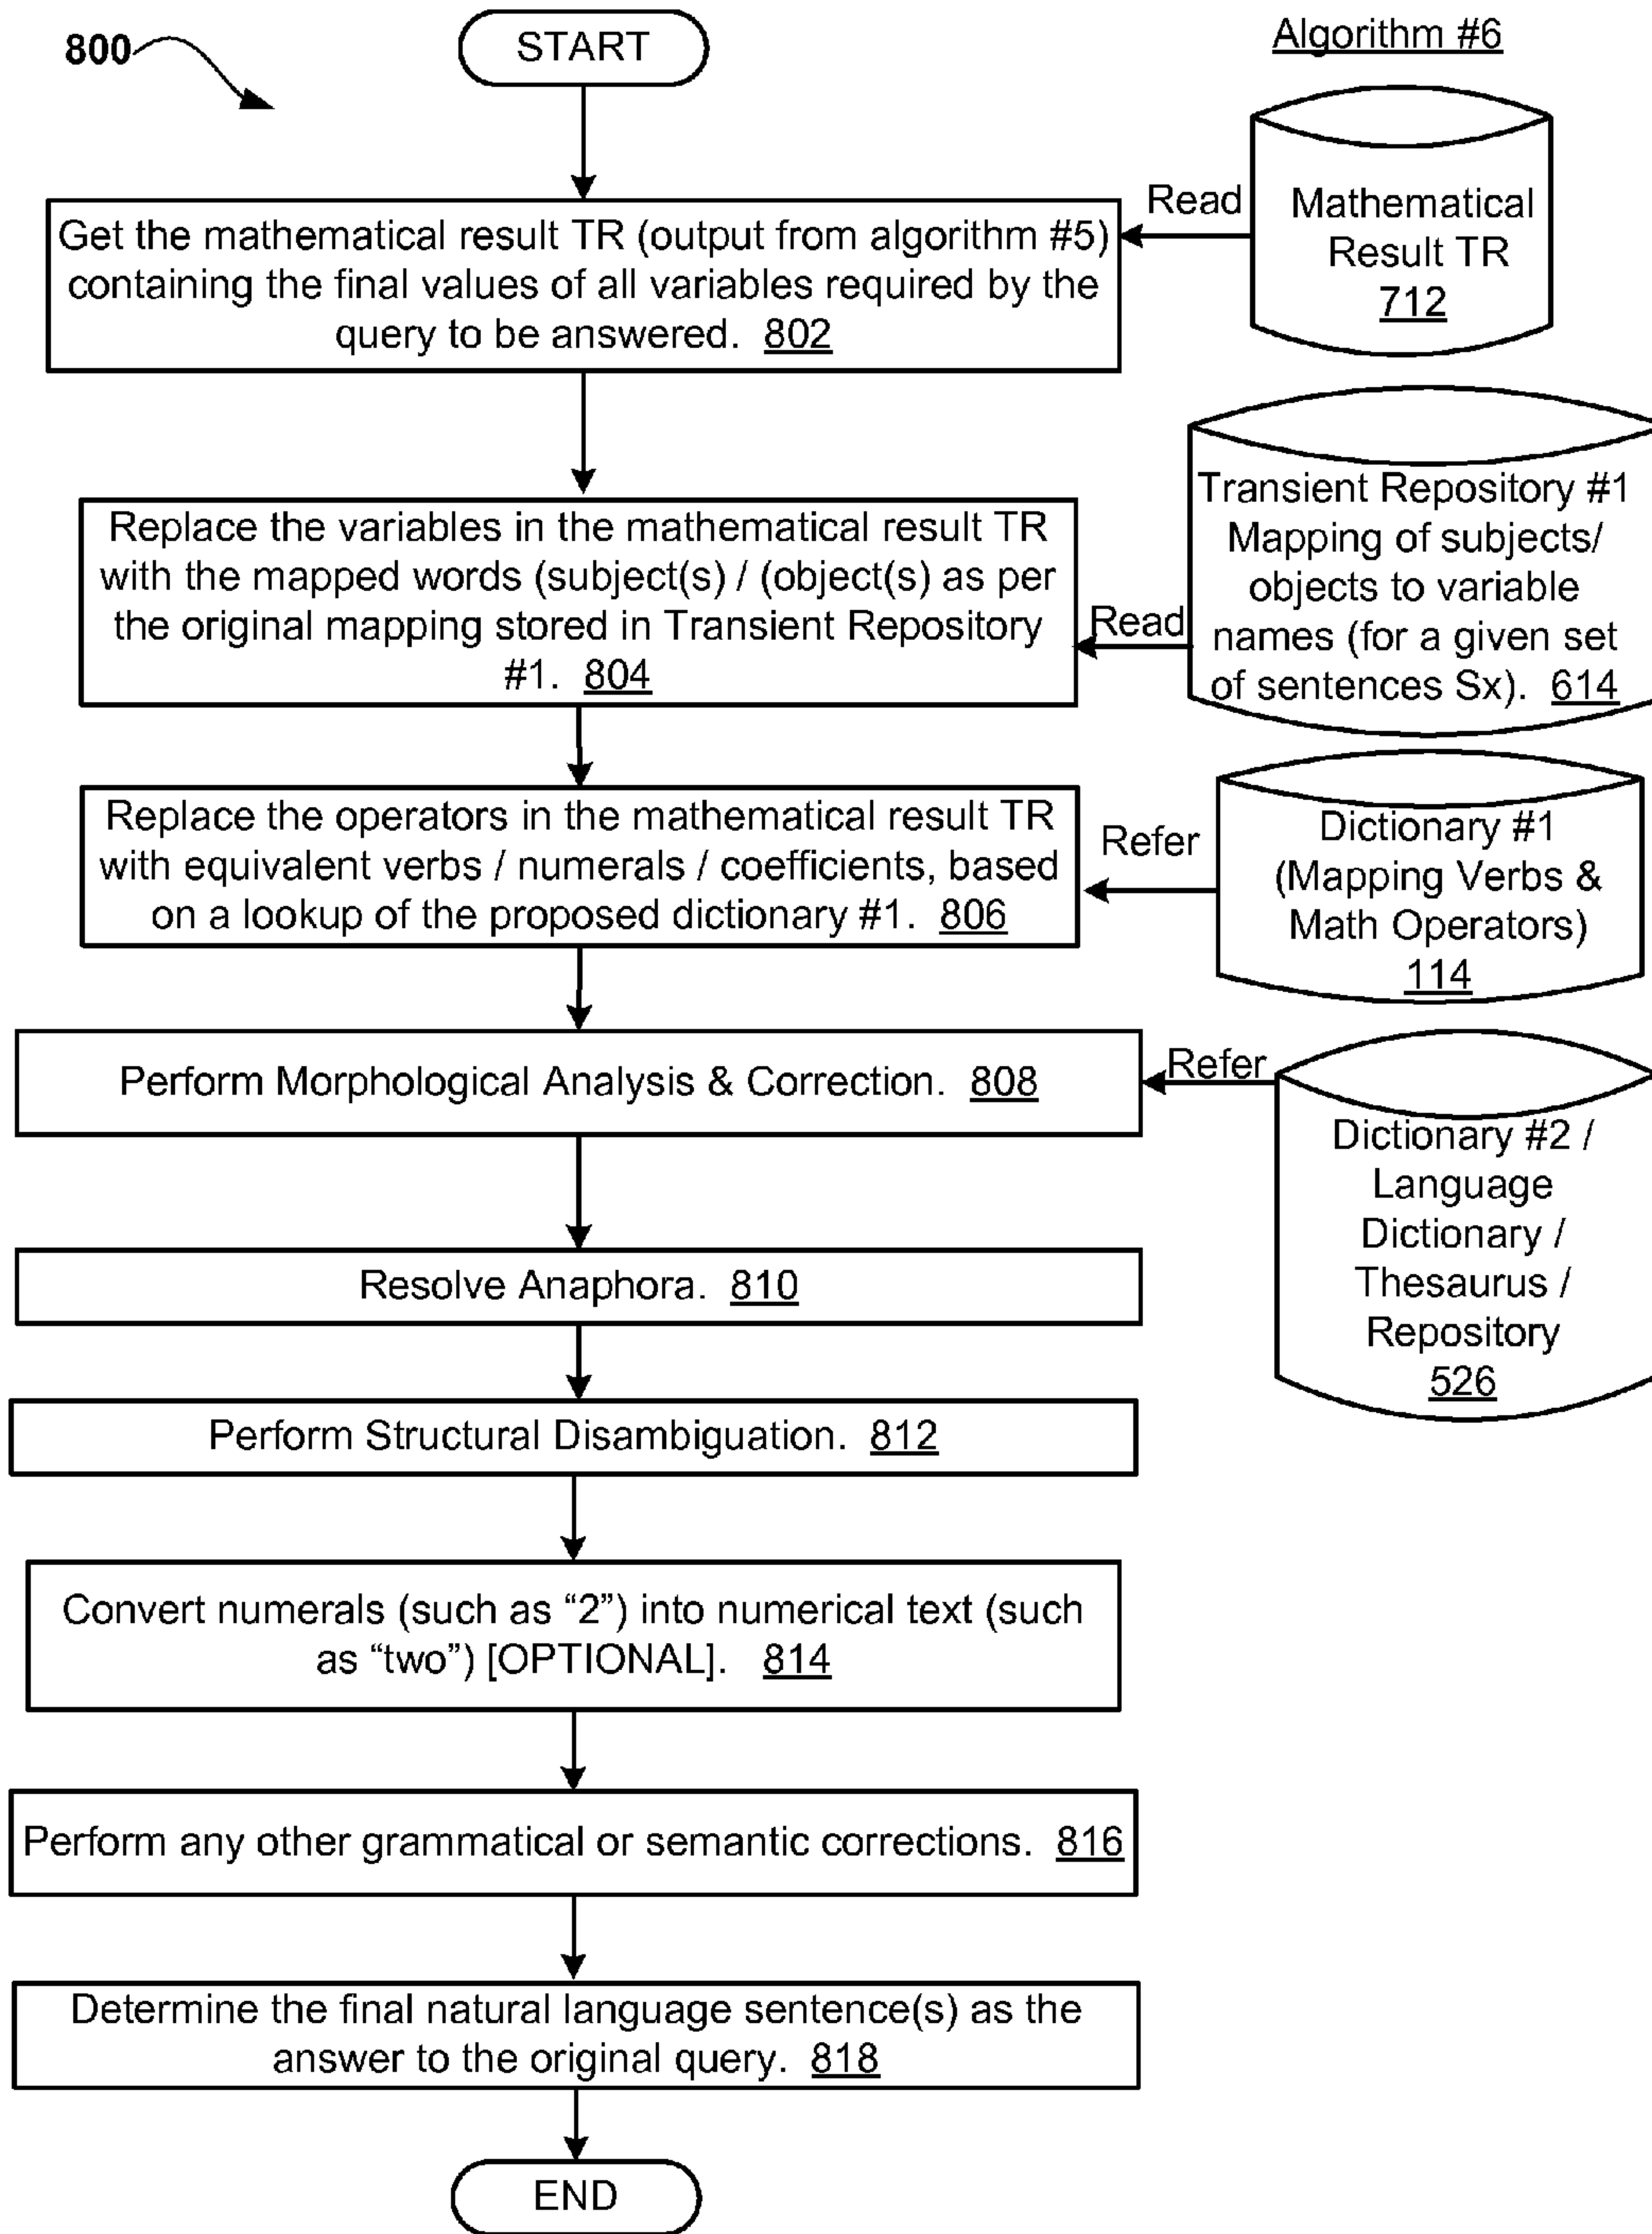 800
START
Algorithm #6
Get the mathematical result TR (output from algorithm #5)
containing the final values of all variables required by the
query to be answered. 802
Read
Mathematical
Result TR
712
Replace the variables in the mathematical result TR
with the mapped words (subject(s) / (object(s) as per
the original mapping stored in Transient Repository
#1. 804
Read
Transient Repository #1
Mapping of subjects/
objects to variable
names (for a given set
of sentences Sx). 614
Replace the operators in the mathematical result TR
with equivalent verbs / numerals / coefficients, based
on a lookup of the proposed dictionary #1. 806
Refer
Dictionary #1
(Mapping Verbs &
Math Operators)
114
Perform Morphological Analysis & Correction. 808
Refer
Dictionary #2 /
Language
Dictionary /
Thesaurus /
Repository
526
Resolve Anaphora. 810
Perform Structural Disambiguation. 812
Convert numerals (such as “2”) into numerical text (such
as “two”) [OPTIONAL]. 814
Perform any other grammatical or semantic corrections. 816
Determine the final natural language sentence(s) as the
answer to the original query. 818
END